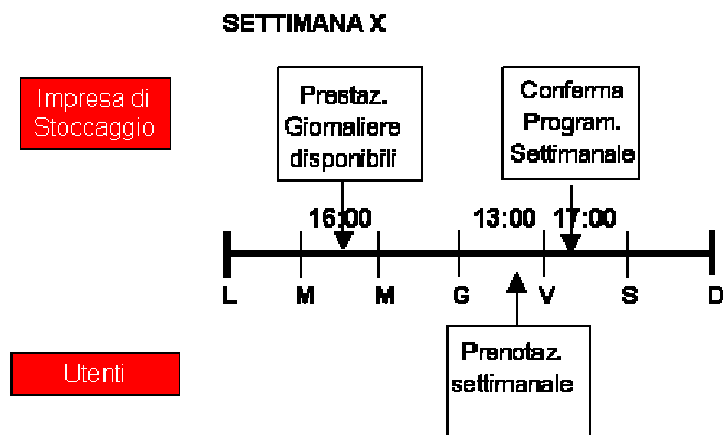 SETTIMANA X
Impresa di
Stoccaggio
Prestaz.
Giornaliere
disponibili
Conferma
Program.
Settimanale
16:00
13:00 17:00
L M M G V S D
Prenotaz.
settimanale
Utenti